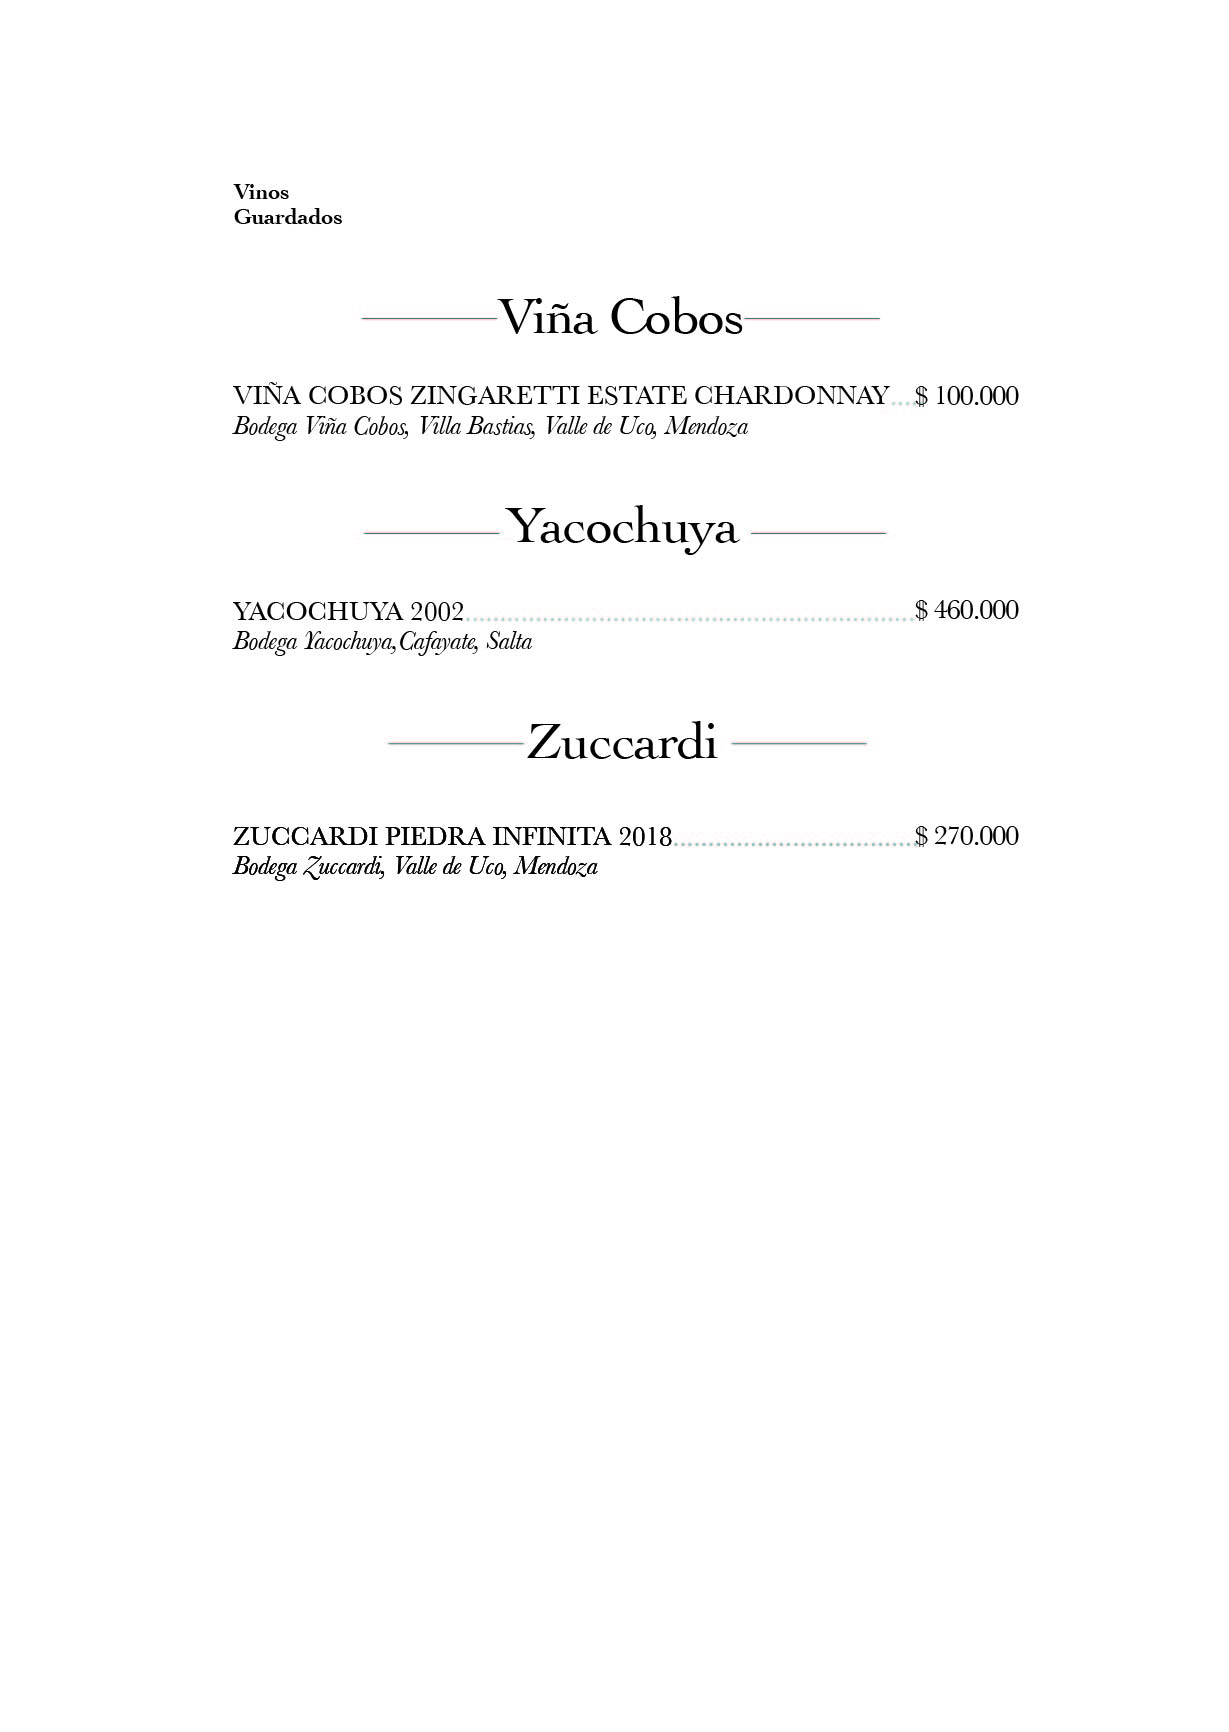 Vinos
Guardados
Viña Cobos
VIÑA COBOS ZINGARETTI ESTATE CHARDONNAY....$ 100.000
Bodega Viña Cobos, Villa Bastias, Valle de Uco, Mendoza
Yacochuya
YACOCHUYA 2002................................................................$ 460.000
Bodega Yacochuya,Cafayate, Salta
Zuccardi
ZUCCARDI PIEDRA INFINITA 2018...................................$ 270.000
Bodega Zuccardi, Valle de Uco, Mendoza